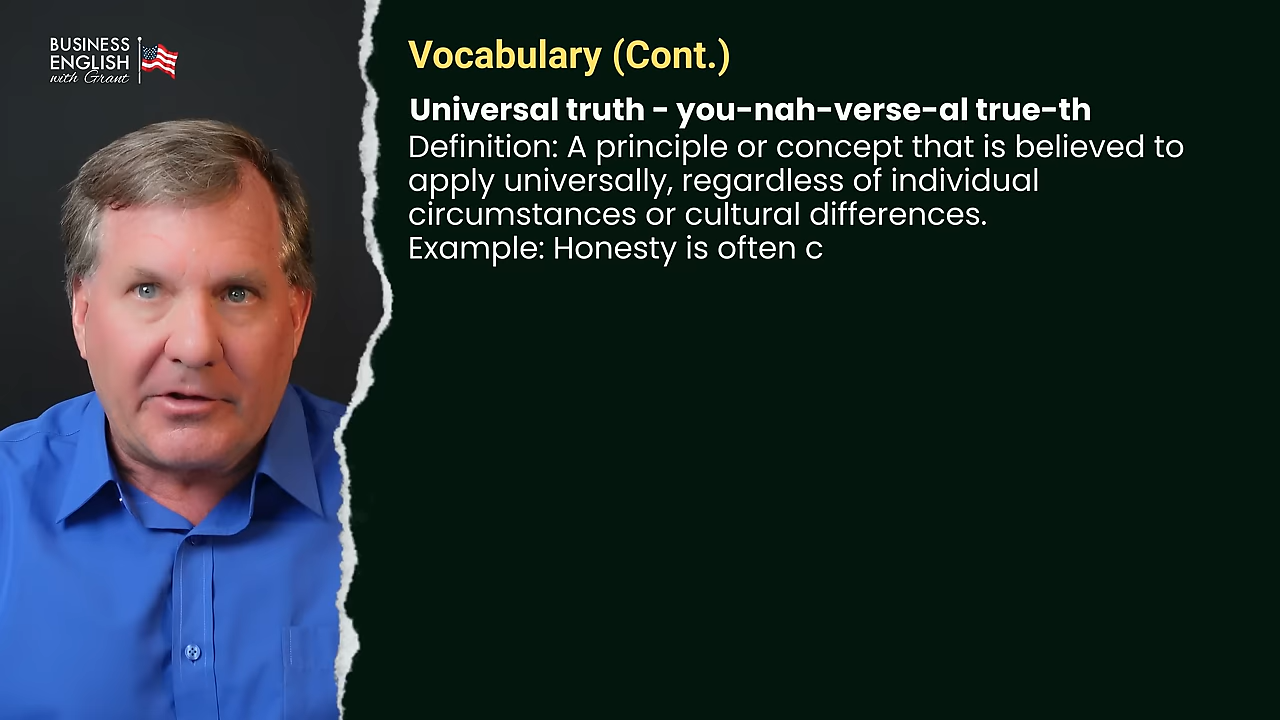 BUSINESS
ENGLISH
with Grant
Vocabulary (Cont.)
Universal truth - you-nah-verse-al true-th
Definition: A principle or concept that is believed to
apply universally, regardless of individual
circumstances or cultural differences.
Example: Honesty is often c